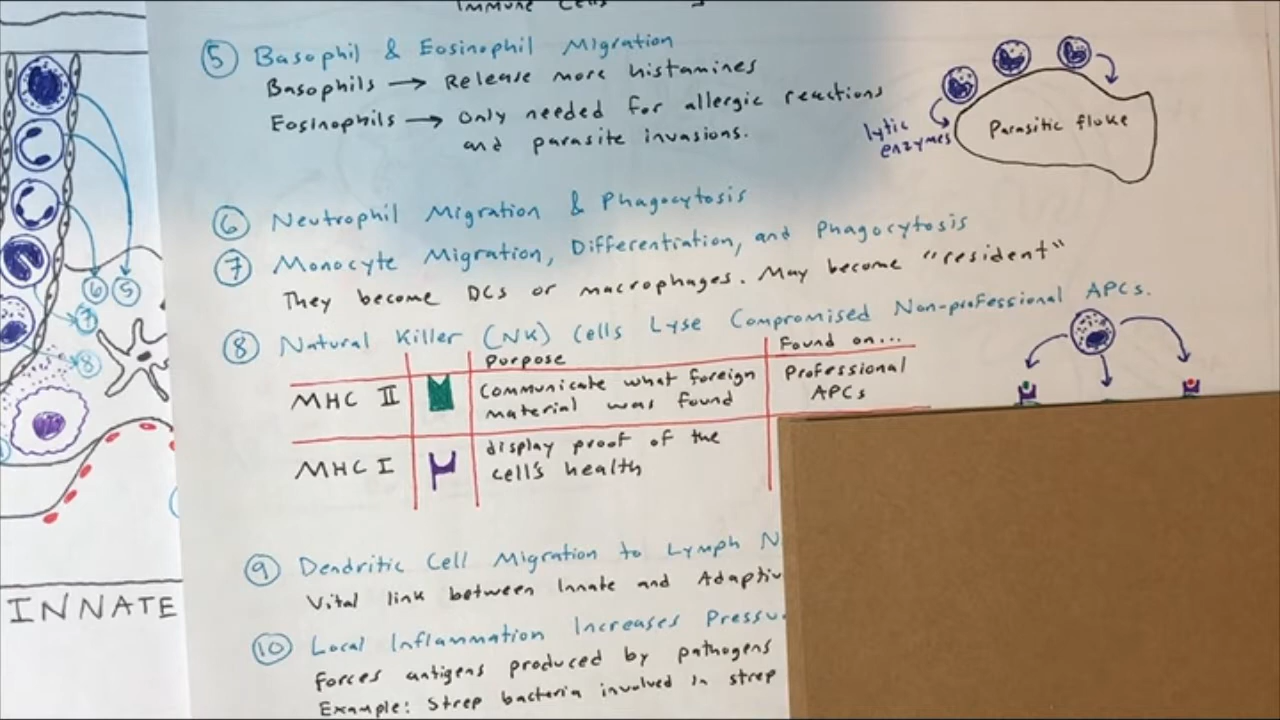 Immune Cells
⑤ Basophil & Eosinophil Migration
Basophils → Release more histamines
Eosinophils → Only needed for allergic reactions
and parasite invasions.
lytic
enzymes
Parasitic fluke
⑥ Neutrophil Migration & Phagocytosis
⑦ Monocyte Migration, Differentiation, and Phagocytosis
They become DCs or macrophages. May become "resident"
⑧ Natural Killer (NK) Cells Lyse Compromised Non-professional APCs.
Purpose
Found on...
MHC II
Communicate what foreign
material was found
Professional
APCs
MHC I
display proof of the
cell's health
⑨ Dendritic Cell Migration to Lymph N
Vital link between Innate and Adaptiv
⑩ Local Inflammation Increases Pressu
Forces antigens produced by pathogens
Example: Strep bacteria involved in strep
⑥ ⑤
⑦
⑧
INNATE